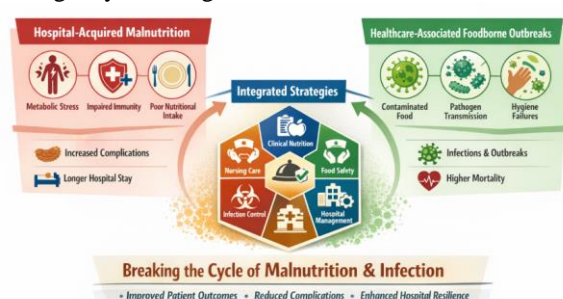 Hospital-Acquired Malnutrition
Metabolic Stress
Impaired Immunity
Poor Nutritional
Intake
Increased Complications
Longer Hospital Stay
Healthcare-Associated Foodborne Outbreaks
Contaminated
Food
Pathogen
Transmission
Hygiene
Failures
Infections & Outbreaks
Higher Mortality
Integrated Strategies
Clinical Nutrition
Nursing Care
Food Safety
Infection Control
Hospital
Management
Breaking the Cycle of Malnutrition & Infection
• Improved Patient Outcomes • Reduced Complications • Enhanced Hospital Resilience